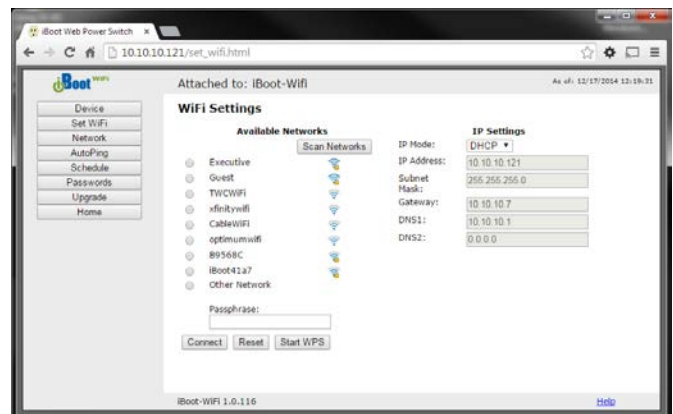 iBoot Web Power Switch
10.10.10.121/set_wifi.html
iBoot WiFi
Attached to: iBoot-Wifi
As of: 12/17/2014 12:19:31
Device
Set WiFi
Network
AutoPing
Schedule
Passwords
Upgrade
Home
WiFi Settings
Available Networks
Scan Networks
Executive
Guest
TWCWiFi
xfinitywifi
CableWiFi
optimumwifi
B9568C
iBoot41a7
Other Network
Passphrase:
Connect Reset Start WPS
IP Settings
IP Mode: DHCP
IP Address: 10.10.10.121
Subnet Mask: 255.255.255.0
Gateway: 10.10.10.7
DNS1: 10.10.10.1
DNS2: 0.0.0.0
iBoot-WiFi 1.0.116
Help